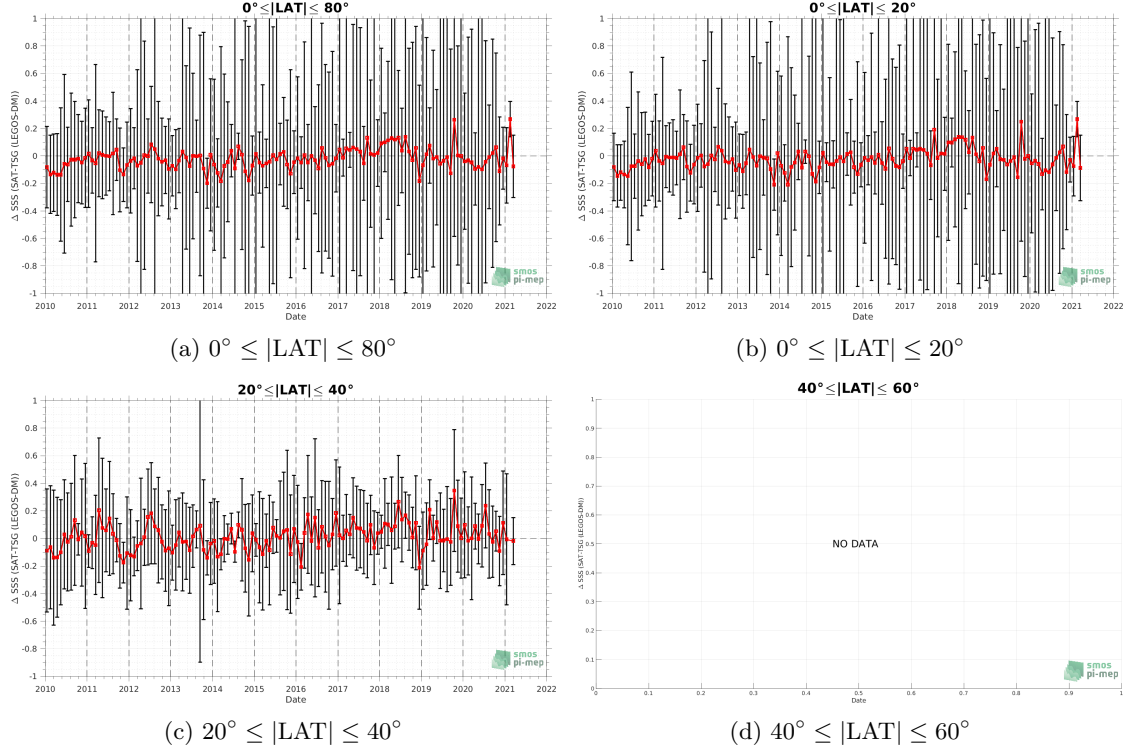 0°≤|LAT|≤ 80°
Δ SSS (SAT-TSG (LEGOS-DM))
1
0.8
0.6
0.4
0.2
0
-0.2
-0.4
-0.6
-0.8
-1
2010 2011 2012 2013 2014 2015 2016 2017 2018 2019 2020 2021 2022
Date
smos
pi-mep
(a) 0° ≤ |LAT| ≤ 80°
0°≤|LAT|≤ 20°
Δ SSS (SAT-TSG (LEGOS-DM))
1
0.8
0.6
0.4
0.2
0
-0.2
-0.4
-0.6
-0.8
-1
2010 2011 2012 2013 2014 2015 2016 2017 2018 2019 2020 2021 2022
Date
smos
pi-mep
(b) 0° ≤ |LAT| ≤ 20°
20°≤|LAT|≤ 40°
Δ SSS (SAT-TSG (LEGOS-DM))
1
0.8
0.6
0.4
0.2
0
-0.2
-0.4
-0.6
-0.8
-1
2010 2011 2012 2013 2014 2015 2016 2017 2018 2019 2020 2021 2022
Date
smos
pi-mep
(c) 20° ≤ |LAT| ≤ 40°
40°≤|LAT|≤ 60°
Δ SSS (SAT-TSG (LEGOS-DM))
1
0.9
0.8
0.7
0.6
0.5
0.4
0.3
0.2
0.1
0
NO DATA
0 0.1 0.2 0.3 0.4 0.5 0.6 0.7 0.8 0.9 1
Date
smos
pi-mep
(d) 40° ≤ |LAT| ≤ 60°